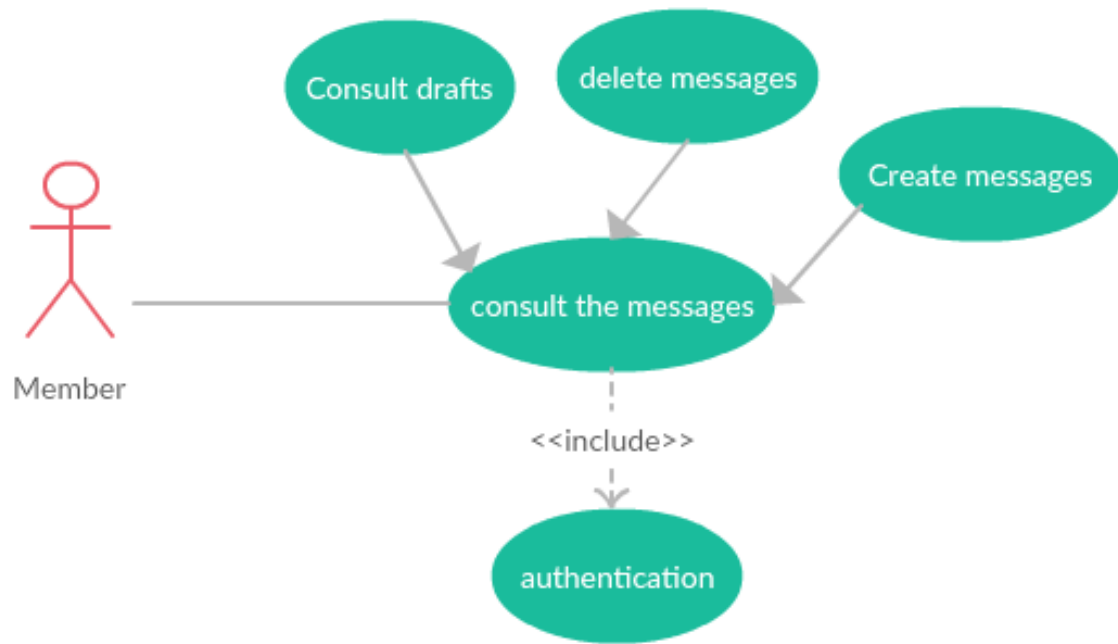 Consult drafts
delete messages
Create messages
consult the messages
Member
<<include>>
authentication